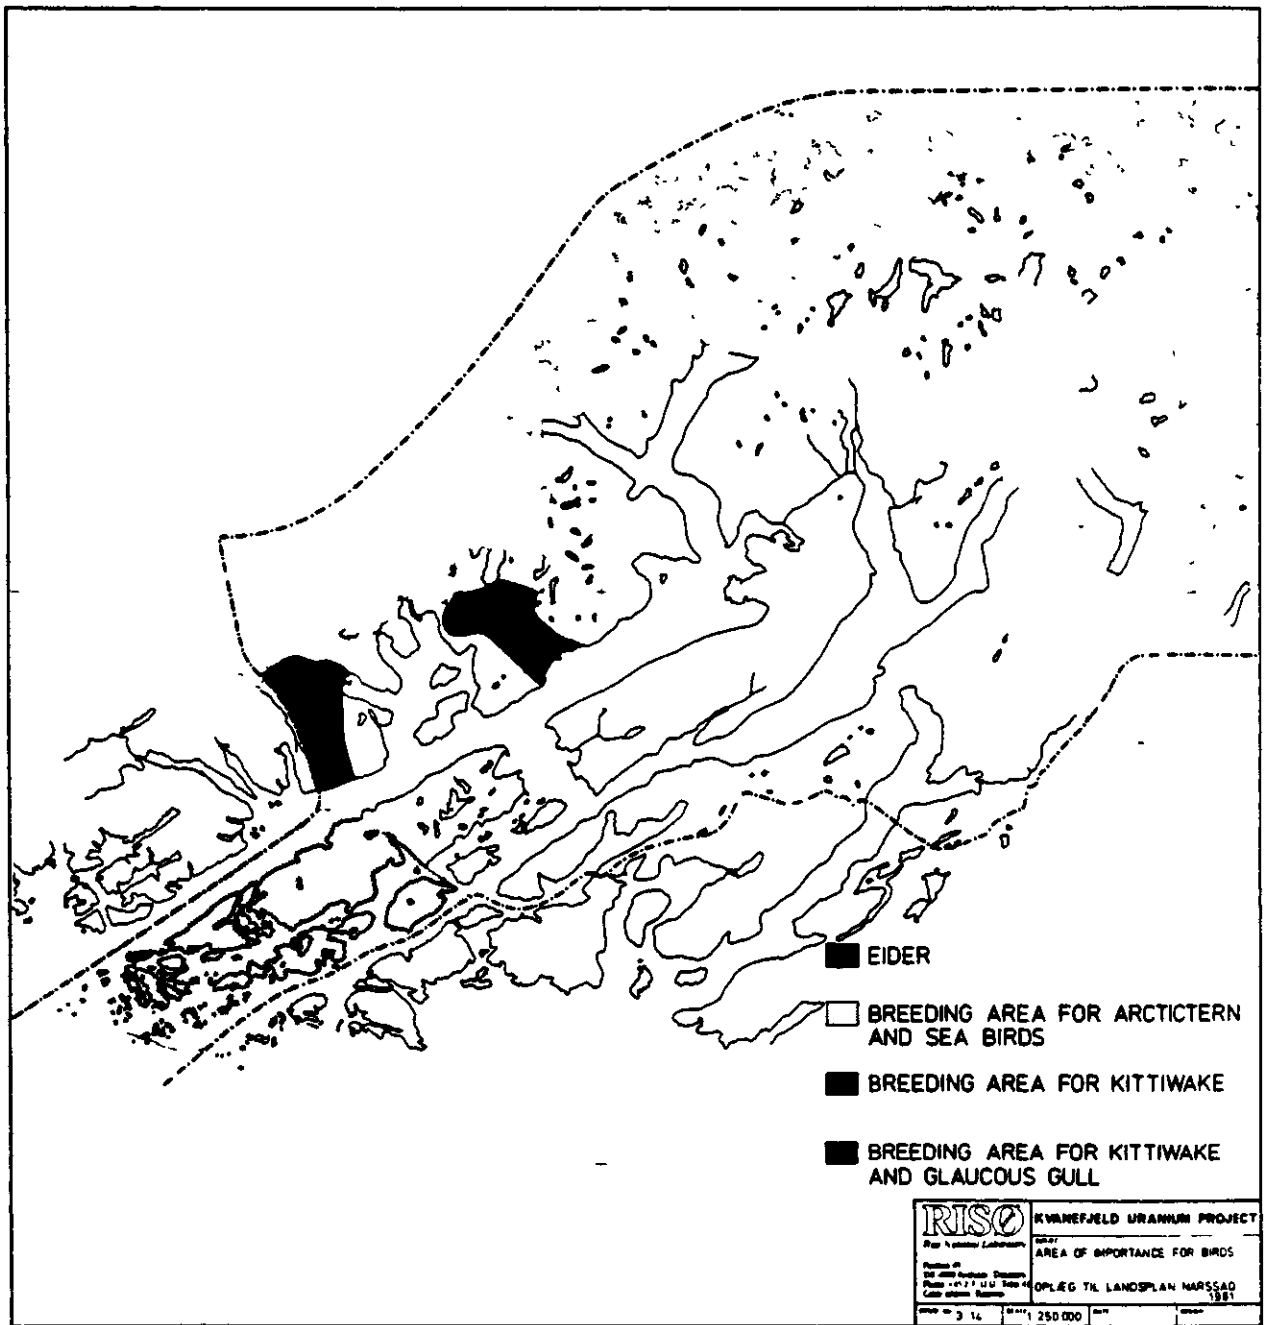 EIDER
BREEDING AREA FOR ARCTICTERN
AND SEA BIRDS
BREEDING AREA FOR KITTIWAKE
BREEDING AREA FOR KITTIWAKE
AND GLAUCOUS GULL
RISØ
KVANEFJELD URANIUM PROJECT
AREA OF IMPORTANCE FOR BIRDS
OPLÆG TIL LANDSPLAN NARSSAQ
1981
3 14
1 250 000